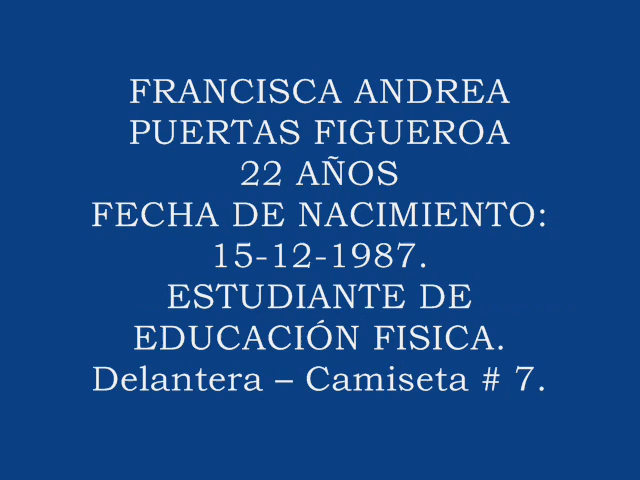 FRANCISCA ANDREA
PUERTAS FIGUEROA
22 AÑOS
FECHA DE NACIMIENTO:
15-12-1987.
ESTUDIANTE DE
EDUCACIÓN FISICA.
Delantera – Camiseta # 7.